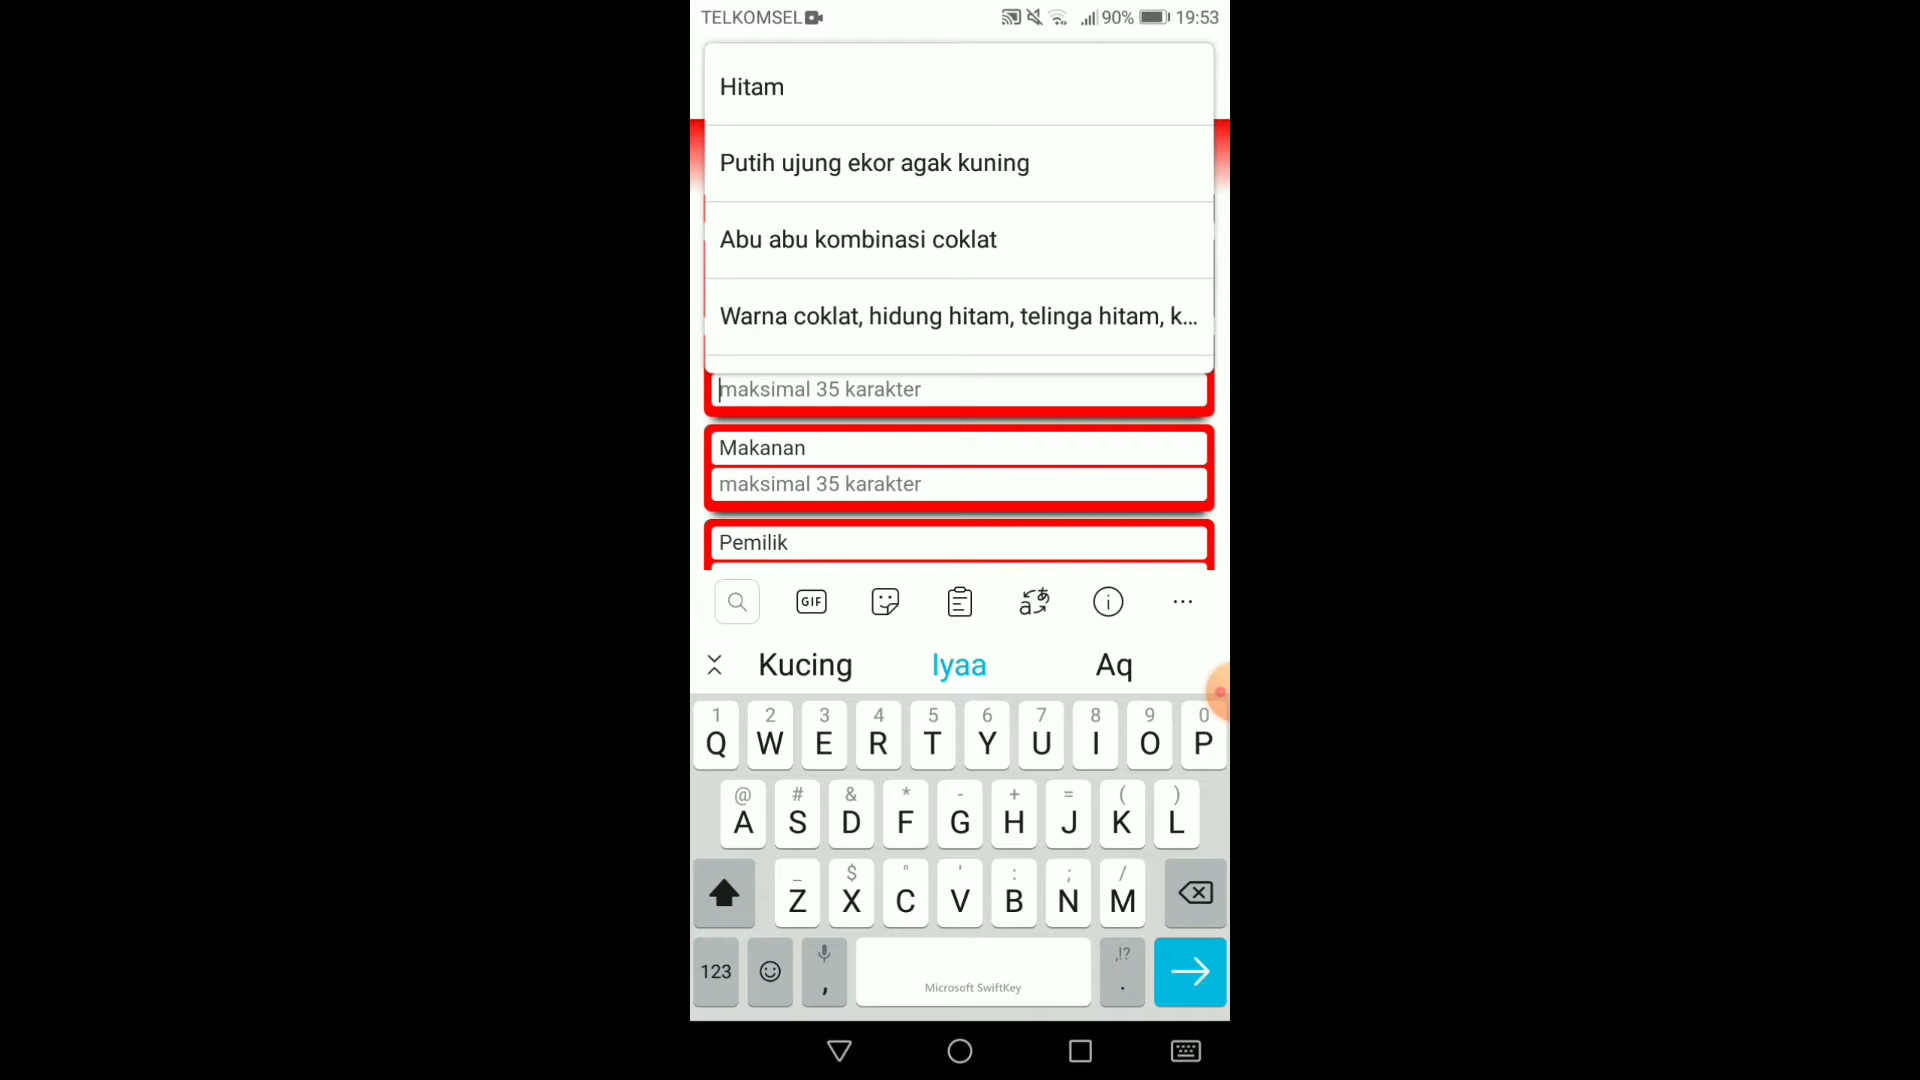 TELKOMSEL 90% 19:53
Hitam
Putih ujung ekor agak kuning
Abu abu kombinasi coklat
Warna coklat, hidung hitam, telinga hitam, k...
maksimal 35 karakter
Makanan
maksimal 35 karakter
Pemilik
GIF aあ i ...
Kucing Iyaa Aq
1 2 3 4 5 6 7 8 9 0
Q W E R T Y U I O P
@ # & * - + = ( )
A S D F G H J K L
_ $ " ' : ; /
Z X C V B N M
,!?
123 , Microsoft SwiftKey .